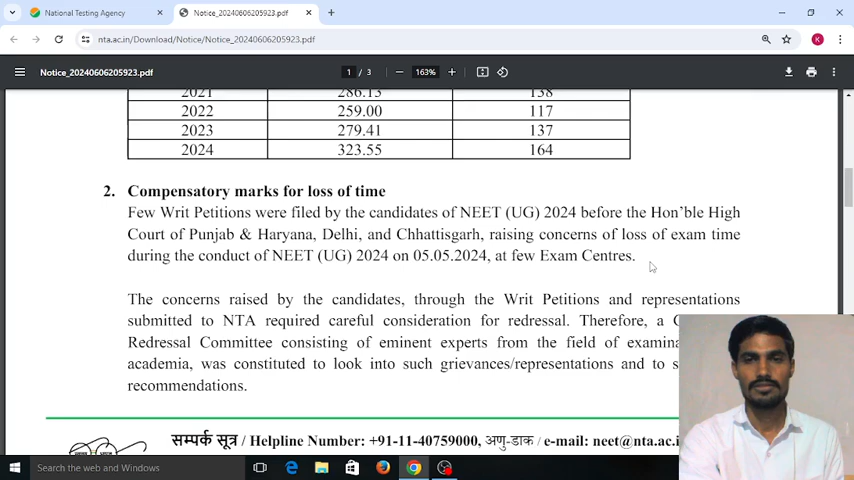 National Testing Agency
Notice_20240606205923.pdf
nta.ac.in/Download/Notice/Notice_20240606205923.pdf
K
Notice_20240606205923.pdf
1 / 3
163%
2021 286.13 138
2022 259.00 117
2023 279.41 137
2024 323.55 164
2. Compensatory marks for loss of time
Few Writ Petitions were filed by the candidates of NEET (UG) 2024 before the Hon'ble High
Court of Punjab & Haryana, Delhi, and Chhattisgarh, raising concerns of loss of exam time
during the conduct of NEET (UG) 2024 on 05.05.2024, at few Exam Centres.
The concerns raised by the candidates, through the Writ Petitions and representations
submitted to NTA required careful consideration for redressal. Therefore, a
Redressal Committee consisting of eminent experts from the field of
academia, was constituted to look into such grievances/representations and to
recommendations.
सम्पर्क सूत्र / Helpline Number: +91-11-40759000, अणु-डाक / e-mail: neet@nta.ac.i
Search the web and Windows